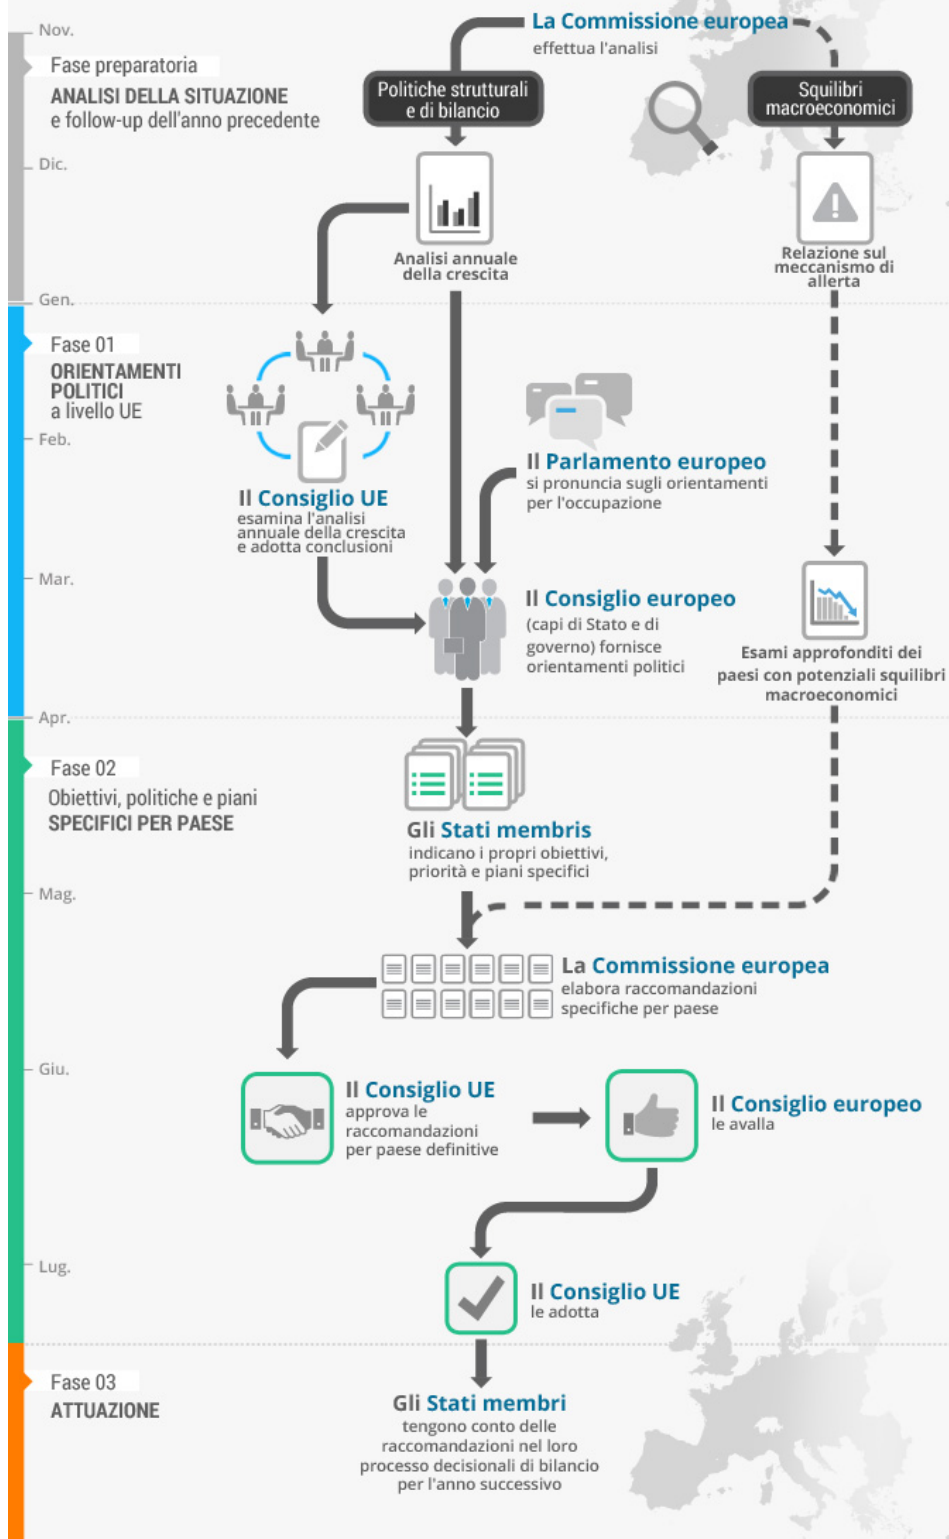 Nov.
La Commissione europea
effettua l'analisi
Fase preparatoria
ANALISI DELLA SITUAZIONE
e follow-up dell'anno precedente
Politiche strutturali
e di bilancio
Squilibri
macroeconomici
Dic.
Analisi annuale
della crescita
Relazione sul
meccanismo di
allerta
Gen.
Fase 01
ORIENTAMENTI
POLITICI
a livello UE
Feb.
Il Parlamento europeo
si pronuncia sugli orientamenti
per l'occupazione
Il Consiglio UE
esamina l'analisi
annuale della crescita
e adotta conclusioni
Mar.
Il Consiglio europeo
(capi di Stato e di
governo) fornisce
orientamenti politici
Esami approfonditi dei
paesi con potenziali squilibri
macroeconomici
Apr.
Fase 02
Obiettivi, politiche e piani
SPECIFICI PER PAESE
Gli Stati membris
indicano i propri obiettivi,
priorità e piani specifici
Mag.
La Commissione europea
elabora raccomandazioni
specifiche per paese
Giu.
Il Consiglio UE
approva le
raccomandazioni
per paese definitive
Il Consiglio europeo
le avalla
Lug.
Il Consiglio UE
le adotta
Fase 03
ATTUAZIONE
Gli Stati membri
tengono conto delle
raccomandazioni nel loro
processo decisionali di bilancio
per l'anno successivo